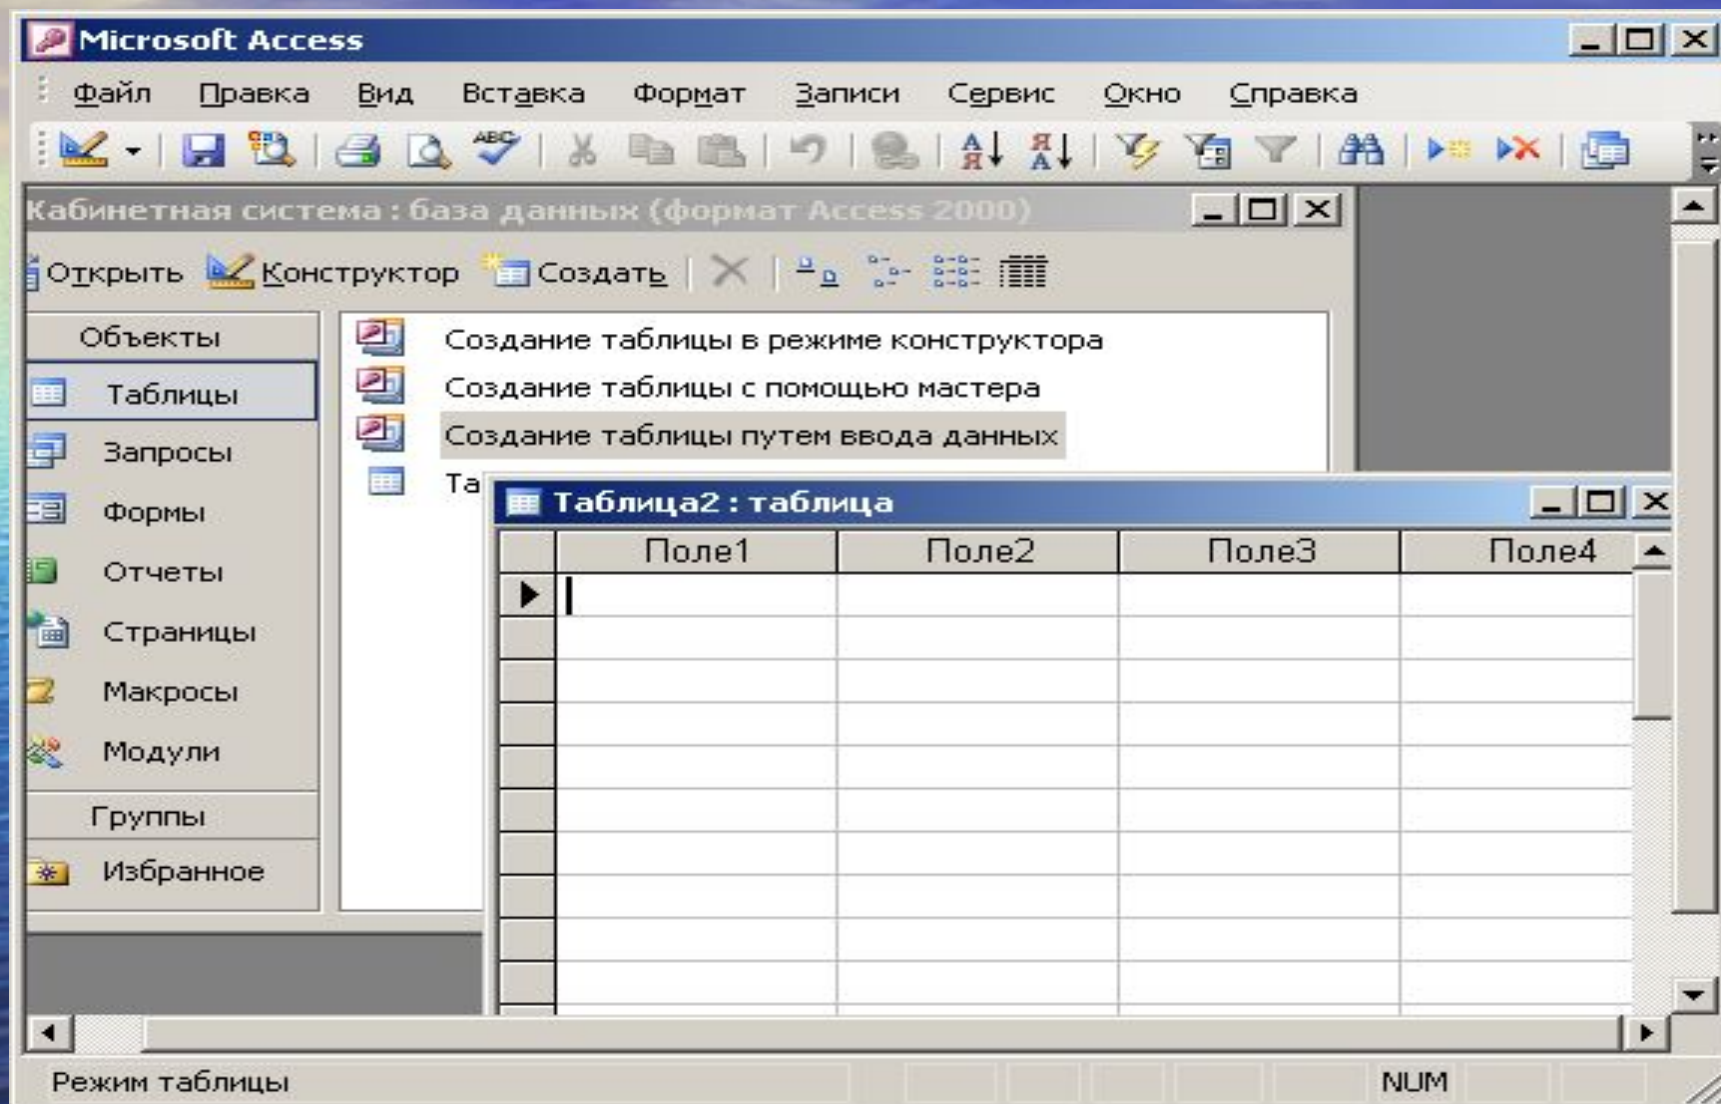 Microsoft Access
Файл Правка Вид Вставка Формат Записи Сервис Окно Справка
Кабинетная система : база данных (формат Access 2000)
Открыть Конструктор Создать
Объекты
Таблицы
Запросы
Формы
Отчеты
Страницы
Макросы
Модули
Группы
Избранное
Создание таблицы в режиме конструктора
Создание таблицы с помощью мастера
Создание таблицы путем ввода данных
Та
Таблица2 : таблица
Поле1 Поле2 Поле3 Поле4
Режим таблицы NUM